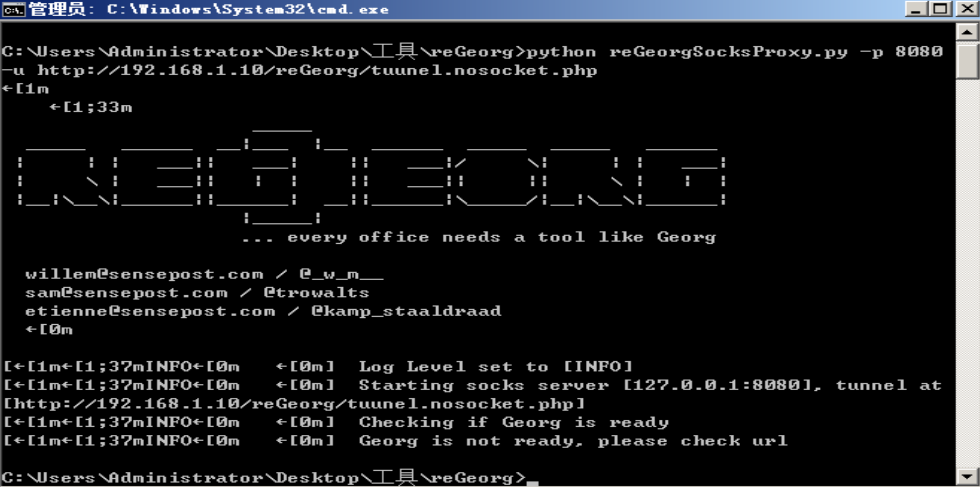 管理员: C:\Windows\System32\cmd.exe
C:\Users\Administrator\Desktop\工具\reGeorg>python reGeorgSocksProxy.py -p 8080
-u http://192.168.1.10/reGeorg/tuunel.nosocket.php
←[1m
←[1;33m
REGEORG
... every office needs a tool like Georg
willem@sensepost.com / @_w_m__
sam@sensepost.com / @trowalts
etienne@sensepost.com / @kamp_staaldraad
←[0m
[←[1m←[1;37mINFO←[0m   ←[0m]  Log Level set to [INFO]
[←[1m←[1;37mINFO←[0m   ←[0m]  Starting socks server [127.0.0.1:8080], tunnel at
[http://192.168.1.10/reGeorg/tuunel.nosocket.php]
[←[1m←[1;37mINFO←[0m   ←[0m]  Checking if Georg is ready
[←[1m←[1;37mINFO←[0m   ←[0m]  Georg is not ready, please check url
C:\Users\Administrator\Desktop\工具\reGeorg>_